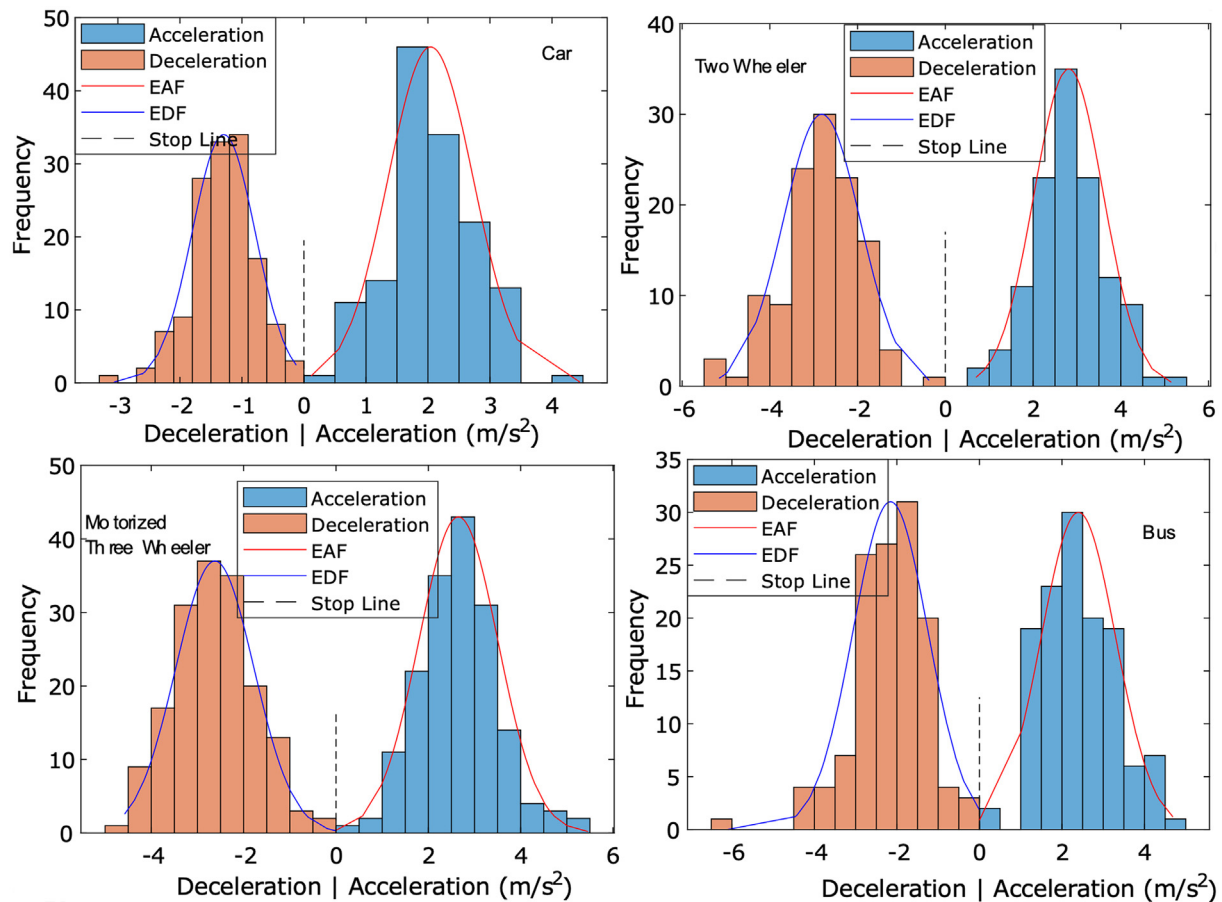 50
40
30
20
10
0
Frequency
Acceleration
Deceleration
EAF
EDF
Stop Line
Car
-3 -2 -1 0 1 2 3 4
Deceleration | Acceleration (m/s²)
40
30
20
10
0
Frequency
Two Wheeler
Acceleration
Deceleration
EAF
EDF
Stop Line
-6 -4 -2 0 2 4 6
Deceleration | Acceleration (m/s²)
50
40
30
20
10
0
Frequency
Motorized
Three Wheeler
Acceleration
Deceleration
EAF
EDF
Stop Line
-4 -2 0 2 4 6
Deceleration | Acceleration (m/s²)
35
30
25
20
15
10
5
0
Frequency
Acceleration
Deceleration
EAF
EDF
Stop Line
Bus
-6 -4 -2 0 2 4
Deceleration | Acceleration (m/s²)